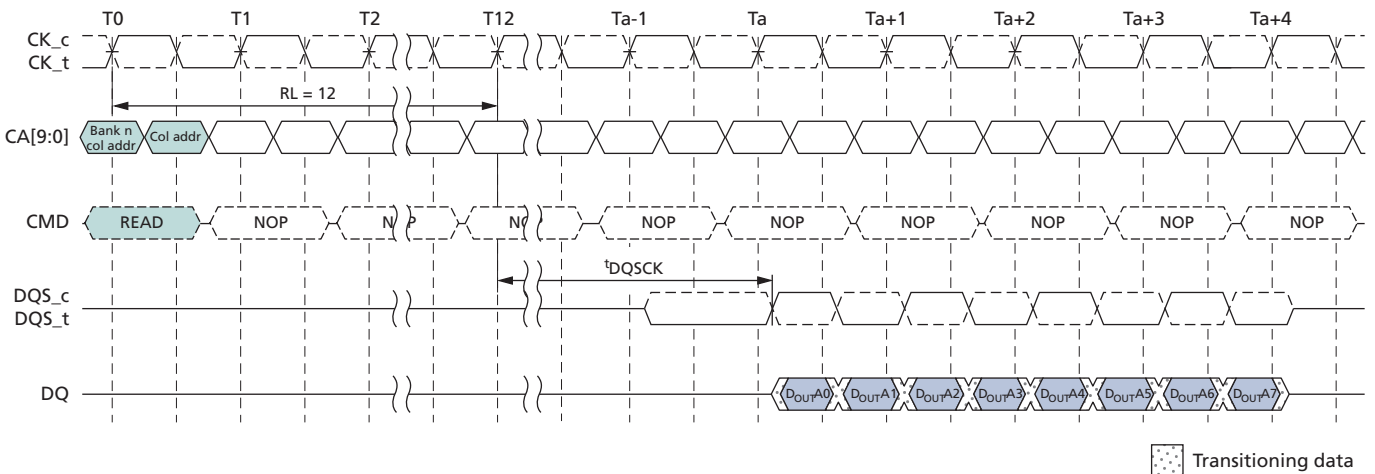 T0 T1 T2 T12 Ta-1 Ta Ta+1 Ta+2 Ta+3 Ta+4
CK_c
CK_t
RL = 12
CA[9:0] Bank n col addr Col addr
CMD READ NOP NOP NOP NOP NOP NOP NOP NOP NOP
tDQSCK
DQS_c
DQS_t
DQ DOUTA0 DOUTA1 DOUTA2 DOUTA3 DOUTA4 DOUTA5 DOUTA6 DOUTA7
Transitioning data